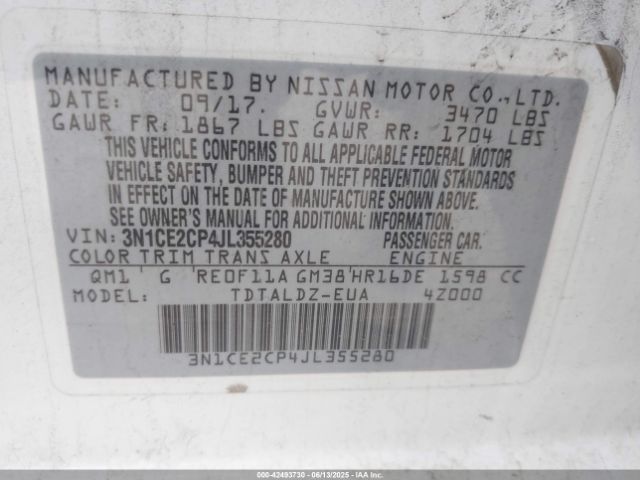 MANUFACTURED BY NISSAN MOTOR CO., LTD.
DATE: 09/17. GVWR: 3470 LBS
GAWR FR: 1867 LBS GAWR RR: 1704 LBS
THIS VEHICLE CONFORMS TO ALL APPLICABLE FEDERAL MOTOR
VEHICLE SAFETY, BUMPER AND THEFT PREVENTION STANDARDS
IN EFFECT ON THE DATE OF MANUFACTURE SHOWN ABOVE.
SEE OWNER'S MANUAL FOR ADDITIONAL INFORMATION.
VIN: 3N1CE2CP4JL355280 PASSENGER CAR.
COLOR TRIM TRANS AXLE ENGINE
QM1 G RE0F11A GM38 HR16DE 1598 CC
MODEL: TDTALDZ-EUA 4Z000
3N1CE2CP4JL355280
000-42493730 - 06/13/2025 - IAA Inc.